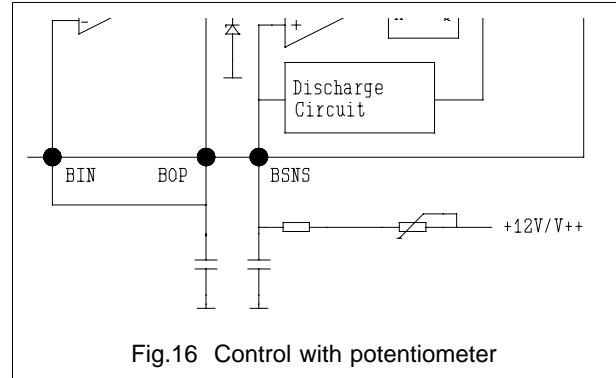 -
+
Discharge
Circuit
BIN
BOP
BSNS
+12V/V++
Fig.16 Control with potentiometer